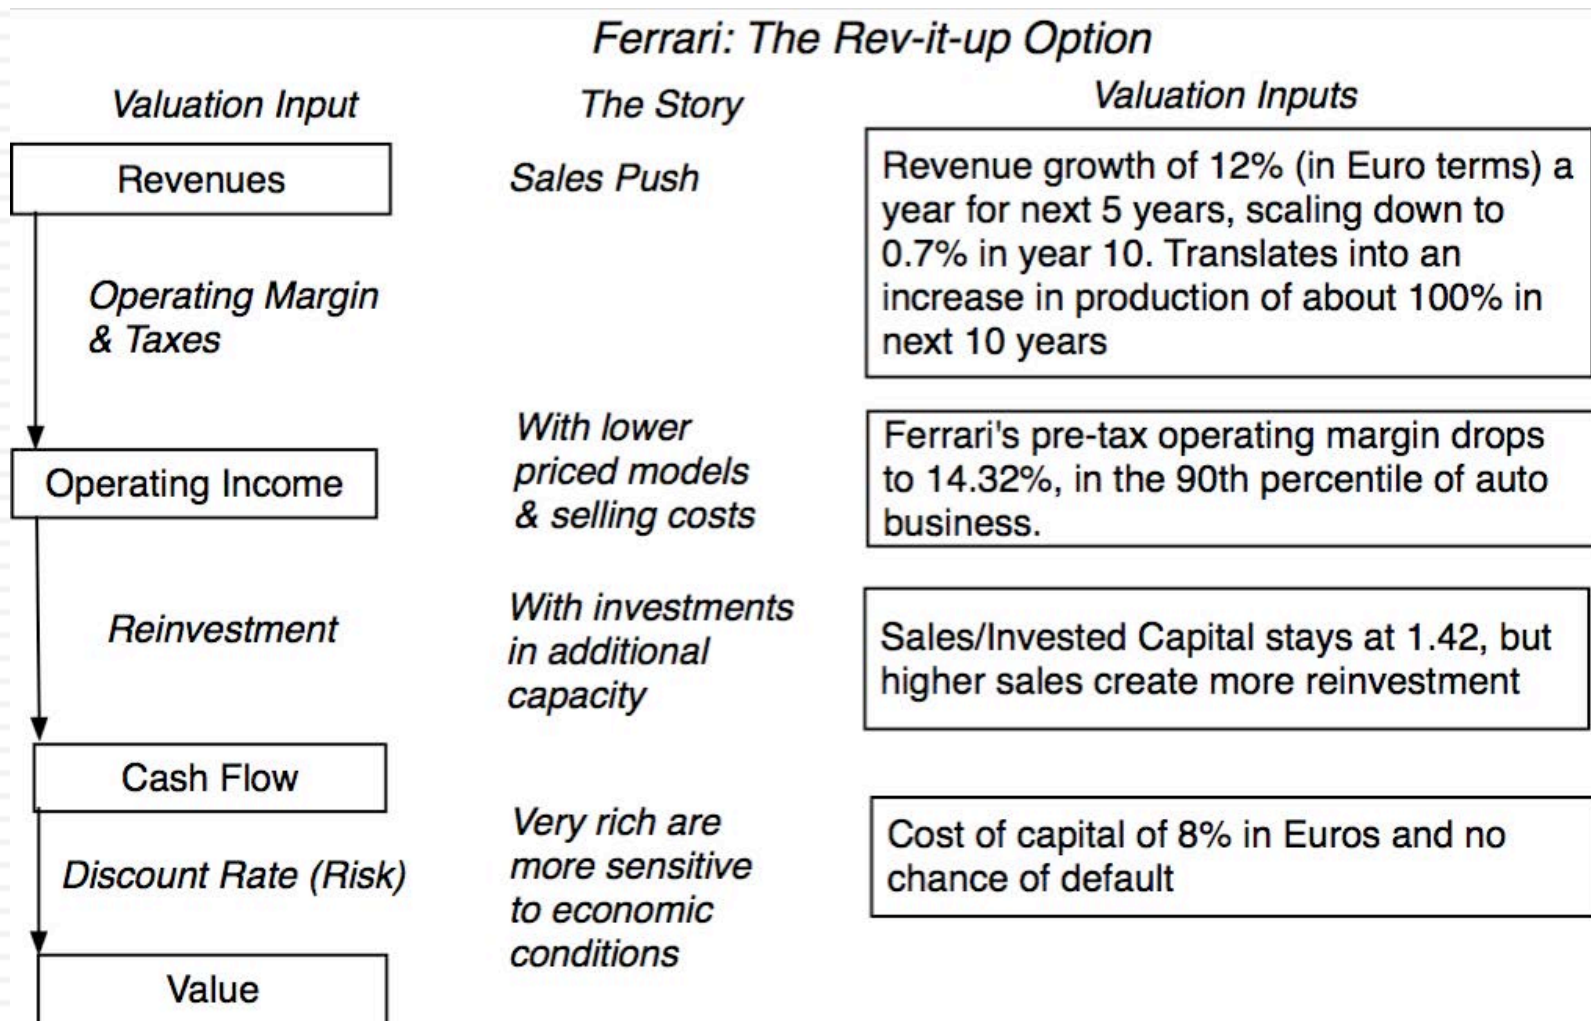 Ferrari: The Rev-it-up Option
Valuation Input
The Story
Valuation Inputs
Revenues
Sales Push
Revenue growth of 12% (in Euro terms) a
year for next 5 years, scaling down to
0.7% in year 10. Translates into an
increase in production of about 100% in
next 10 years
Operating Margin
& Taxes
Operating Income
With lower
priced models
& selling costs
Ferrari's pre-tax operating margin drops
to 14.32%, in the 90th percentile of auto
business.
Reinvestment
With investments
in additional
capacity
Sales/Invested Capital stays at 1.42, but
higher sales create more reinvestment
Cash Flow
Discount Rate (Risk)
Very rich are
more sensitive
to economic
conditions
Cost of capital of 8% in Euros and no
chance of default
Value